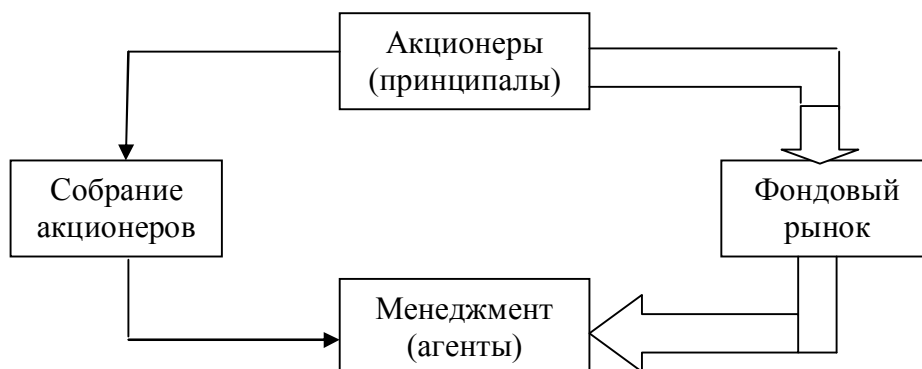 Акционеры
(принципалы)
Собрание
акционеров
Фондовый
рынок
Менеджмент
(агенты)